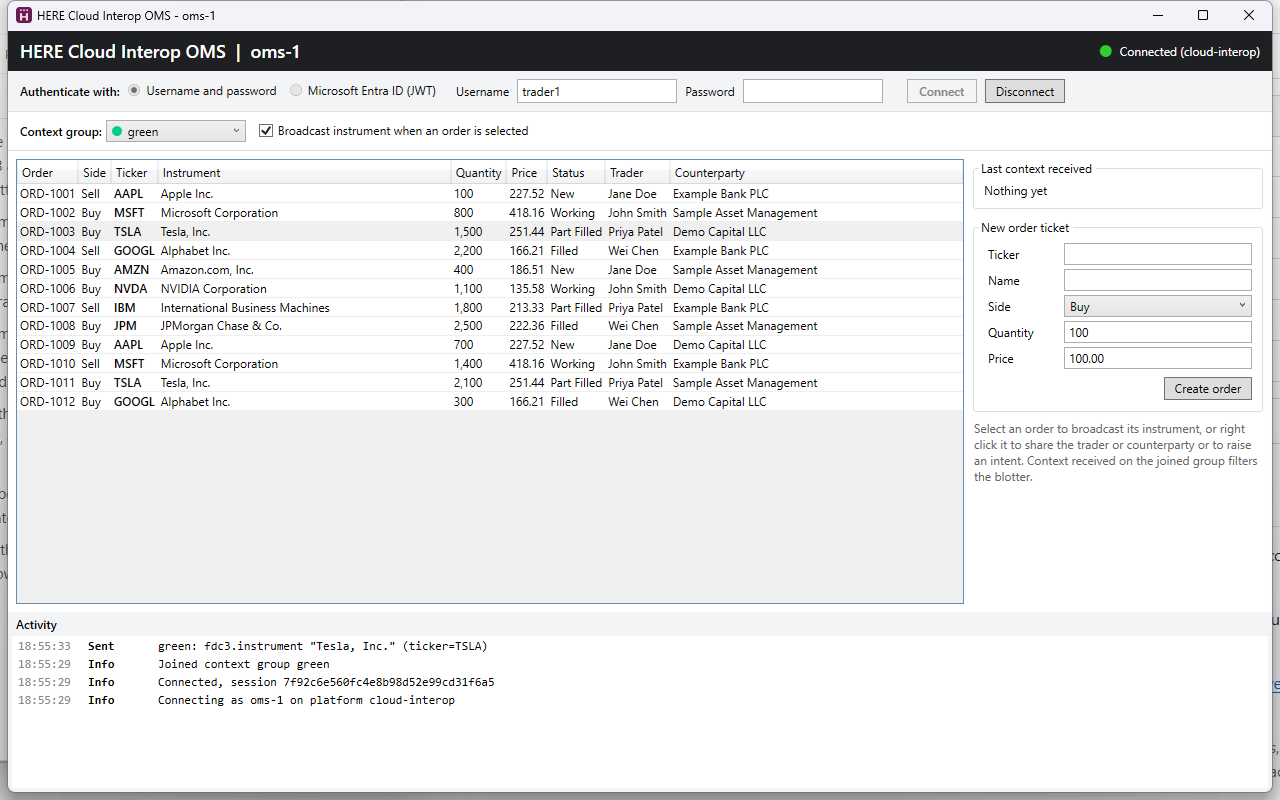 HERE Cloud Interop OMS - oms-1
HERE Cloud Interop OMS | oms-1
Connected (cloud-interop)
Authenticate with: Username and password Microsoft Entra ID (JWT) Username trader1 Password Connect Disconnect
Context group: green Broadcast instrument when an order is selected
Order Side Ticker Instrument Quantity Price Status Trader Counterparty
ORD-1001 Sell AAPL Apple Inc. 100 227.52 New Jane Doe Example Bank PLC
ORD-1002 Buy MSFT Microsoft Corporation 800 418.16 Working John Smith Sample Asset Management
ORD-1003 Buy TSLA Tesla, Inc. 1,500 251.44 Part Filled Priya Patel Demo Capital LLC
ORD-1004 Sell GOOGL Alphabet Inc. 2,200 166.21 Filled Wei Chen Example Bank PLC
ORD-1005 Buy AMZN Amazon.com, Inc. 400 186.51 New Jane Doe Sample Asset Management
ORD-1006 Buy NVDA NVIDIA Corporation 1,100 135.58 Working John Smith Demo Capital LLC
ORD-1007 Sell IBM International Business Machines 1,800 213.33 Part Filled Priya Patel Example Bank PLC
ORD-1008 Buy JPM JPMorgan Chase & Co. 2,500 222.36 Filled Wei Chen Sample Asset Management
ORD-1009 Buy AAPL Apple Inc. 700 227.52 New Jane Doe Demo Capital LLC
ORD-1010 Sell MSFT Microsoft Corporation 1,400 418.16 Working John Smith Example Bank PLC
ORD-1011 Buy TSLA Tesla, Inc. 2,100 251.44 Part Filled Priya Patel Sample Asset Management
ORD-1012 Buy GOOGL Alphabet Inc. 300 166.21 Filled Wei Chen Demo Capital LLC
Last context received
Nothing yet
New order ticket
Ticker
Name
Side Buy
Quantity 100
Price 100.00
Create order
Select an order to broadcast its instrument, or right
click it to share the trader or counterparty or to raise
an intent. Context received on the joined group filters
the blotter.
Activity
18:55:33 Sent green: fdc3.instrument "Tesla, Inc." (ticker=TSLA)
18:55:29 Info Joined context group green
18:55:29 Info Connected, session 7f92c6e560fc4e8b98d52e99cd31f6a5
18:55:29 Info Connecting as oms-1 on platform cloud-interop